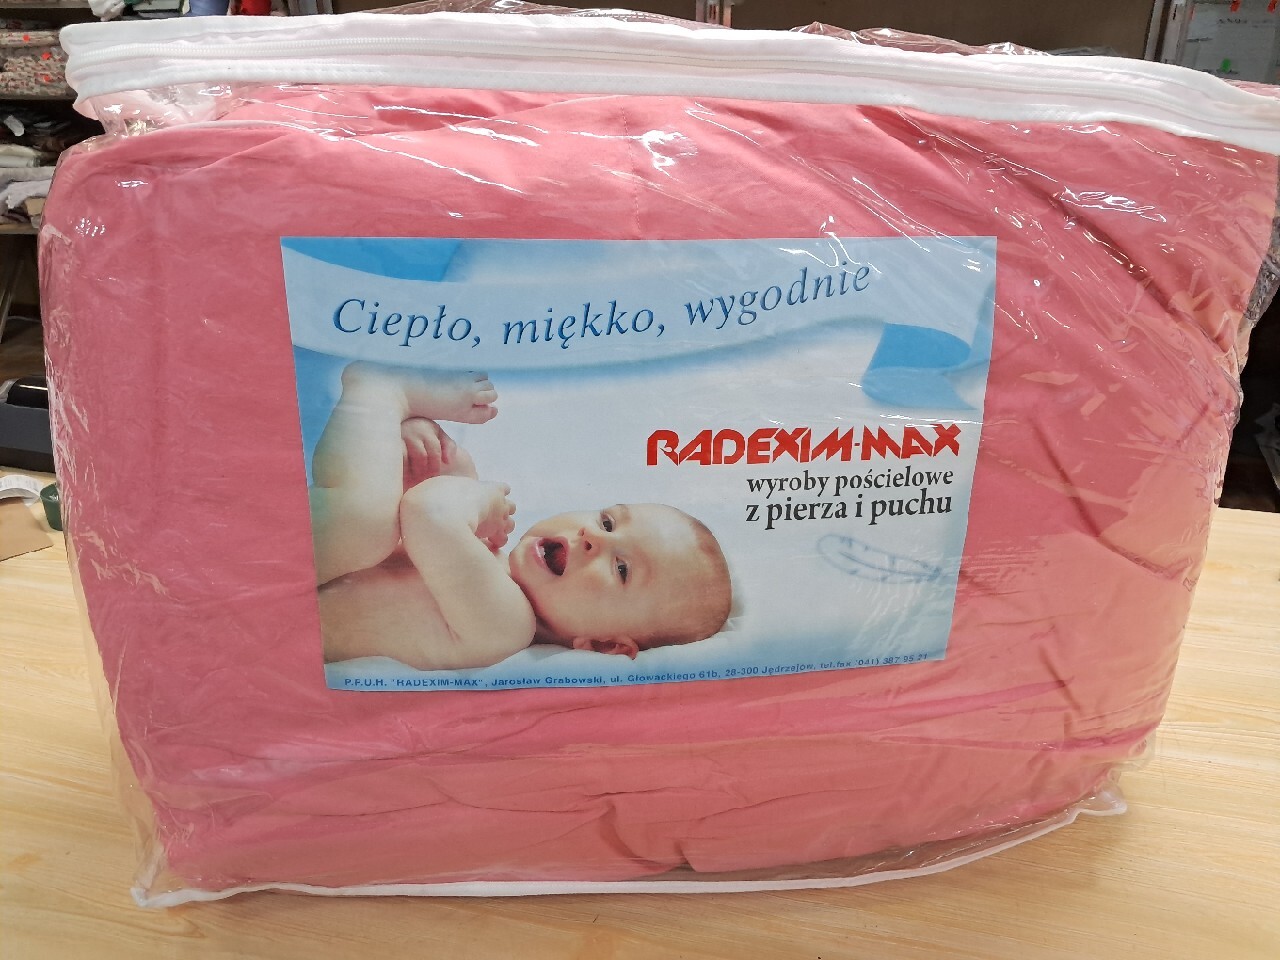 Ciepło, miękko, wygodnie
RADEXIM-MAX
wyroby pościelowe
z pierza i puchu
P.F.U.H. "RADEXIM-MAX", Jarosław Grabowski, ul. Głowackiego 61b, 28-300 Jędrzejów, tel.fax (041) 387 95 21